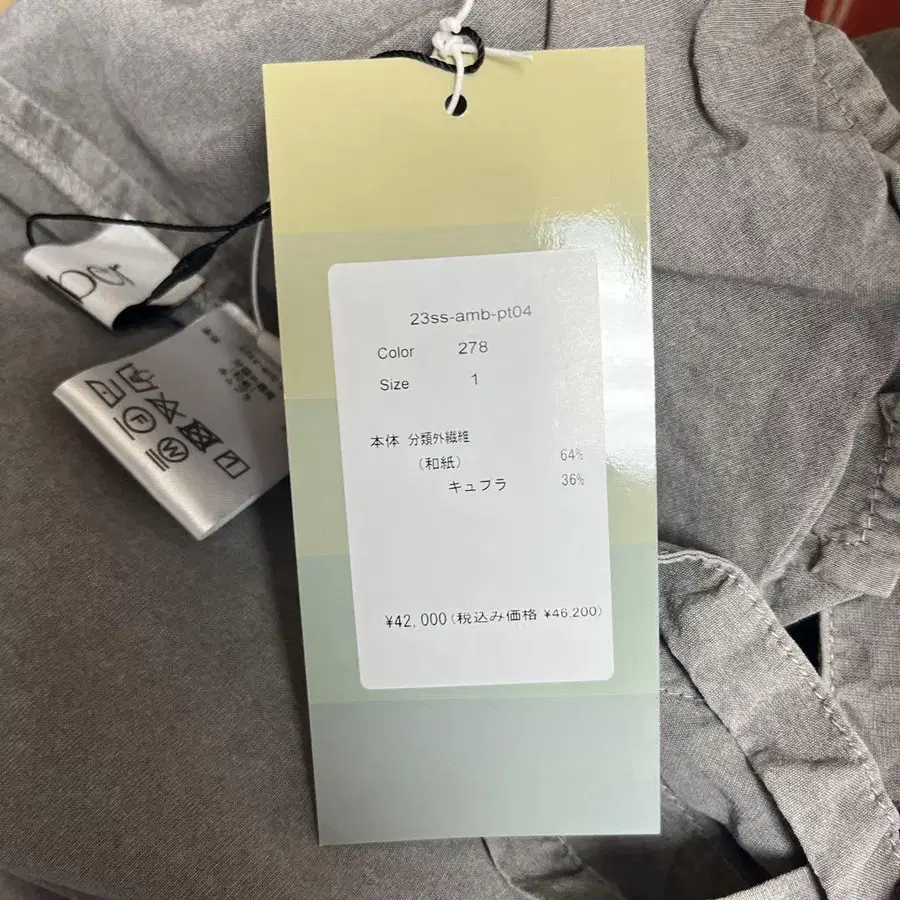 23ss-amb-pt04
Color 278
Size 1
本体 分類外繊維
(和紙) 64%
キュプラ 36%
¥42,000(税込み価格 ¥46,200)
F
W